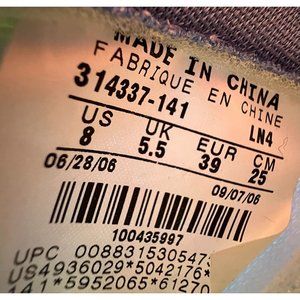 MADE IN CHINA
FABRIQUE EN CHINE
314337-141 LN4
US UK EUR CM
8 5.5 39 25
06/28/06 09/07/06
100435997
UPC 00883153054
US4936029*5042176*
*5952065*6127